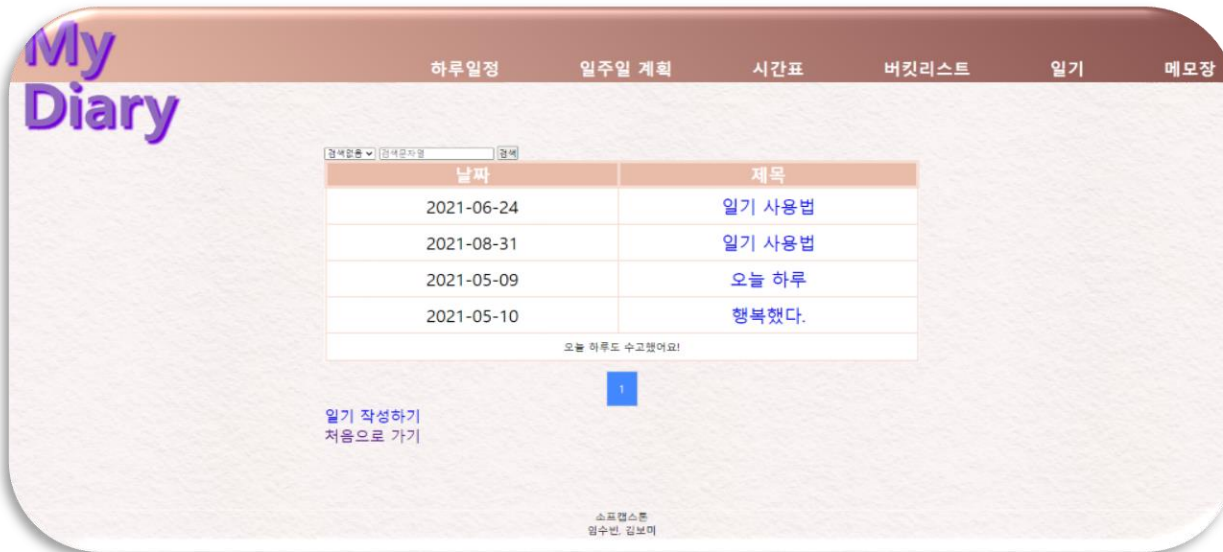 My
Diary
하루일정 일주일 계획 시간표 버킷리스트 일기 메모장
검색없음 검색문자열 검색
날짜 제목
2021-06-24 일기 사용법
2021-08-31 일기 사용법
2021-05-09 오늘 하루
2021-05-10 행복했다.
오늘 하루도 수고했어요!
1
일기 작성하기
처음으로 가기
소프캡스톤
김보미